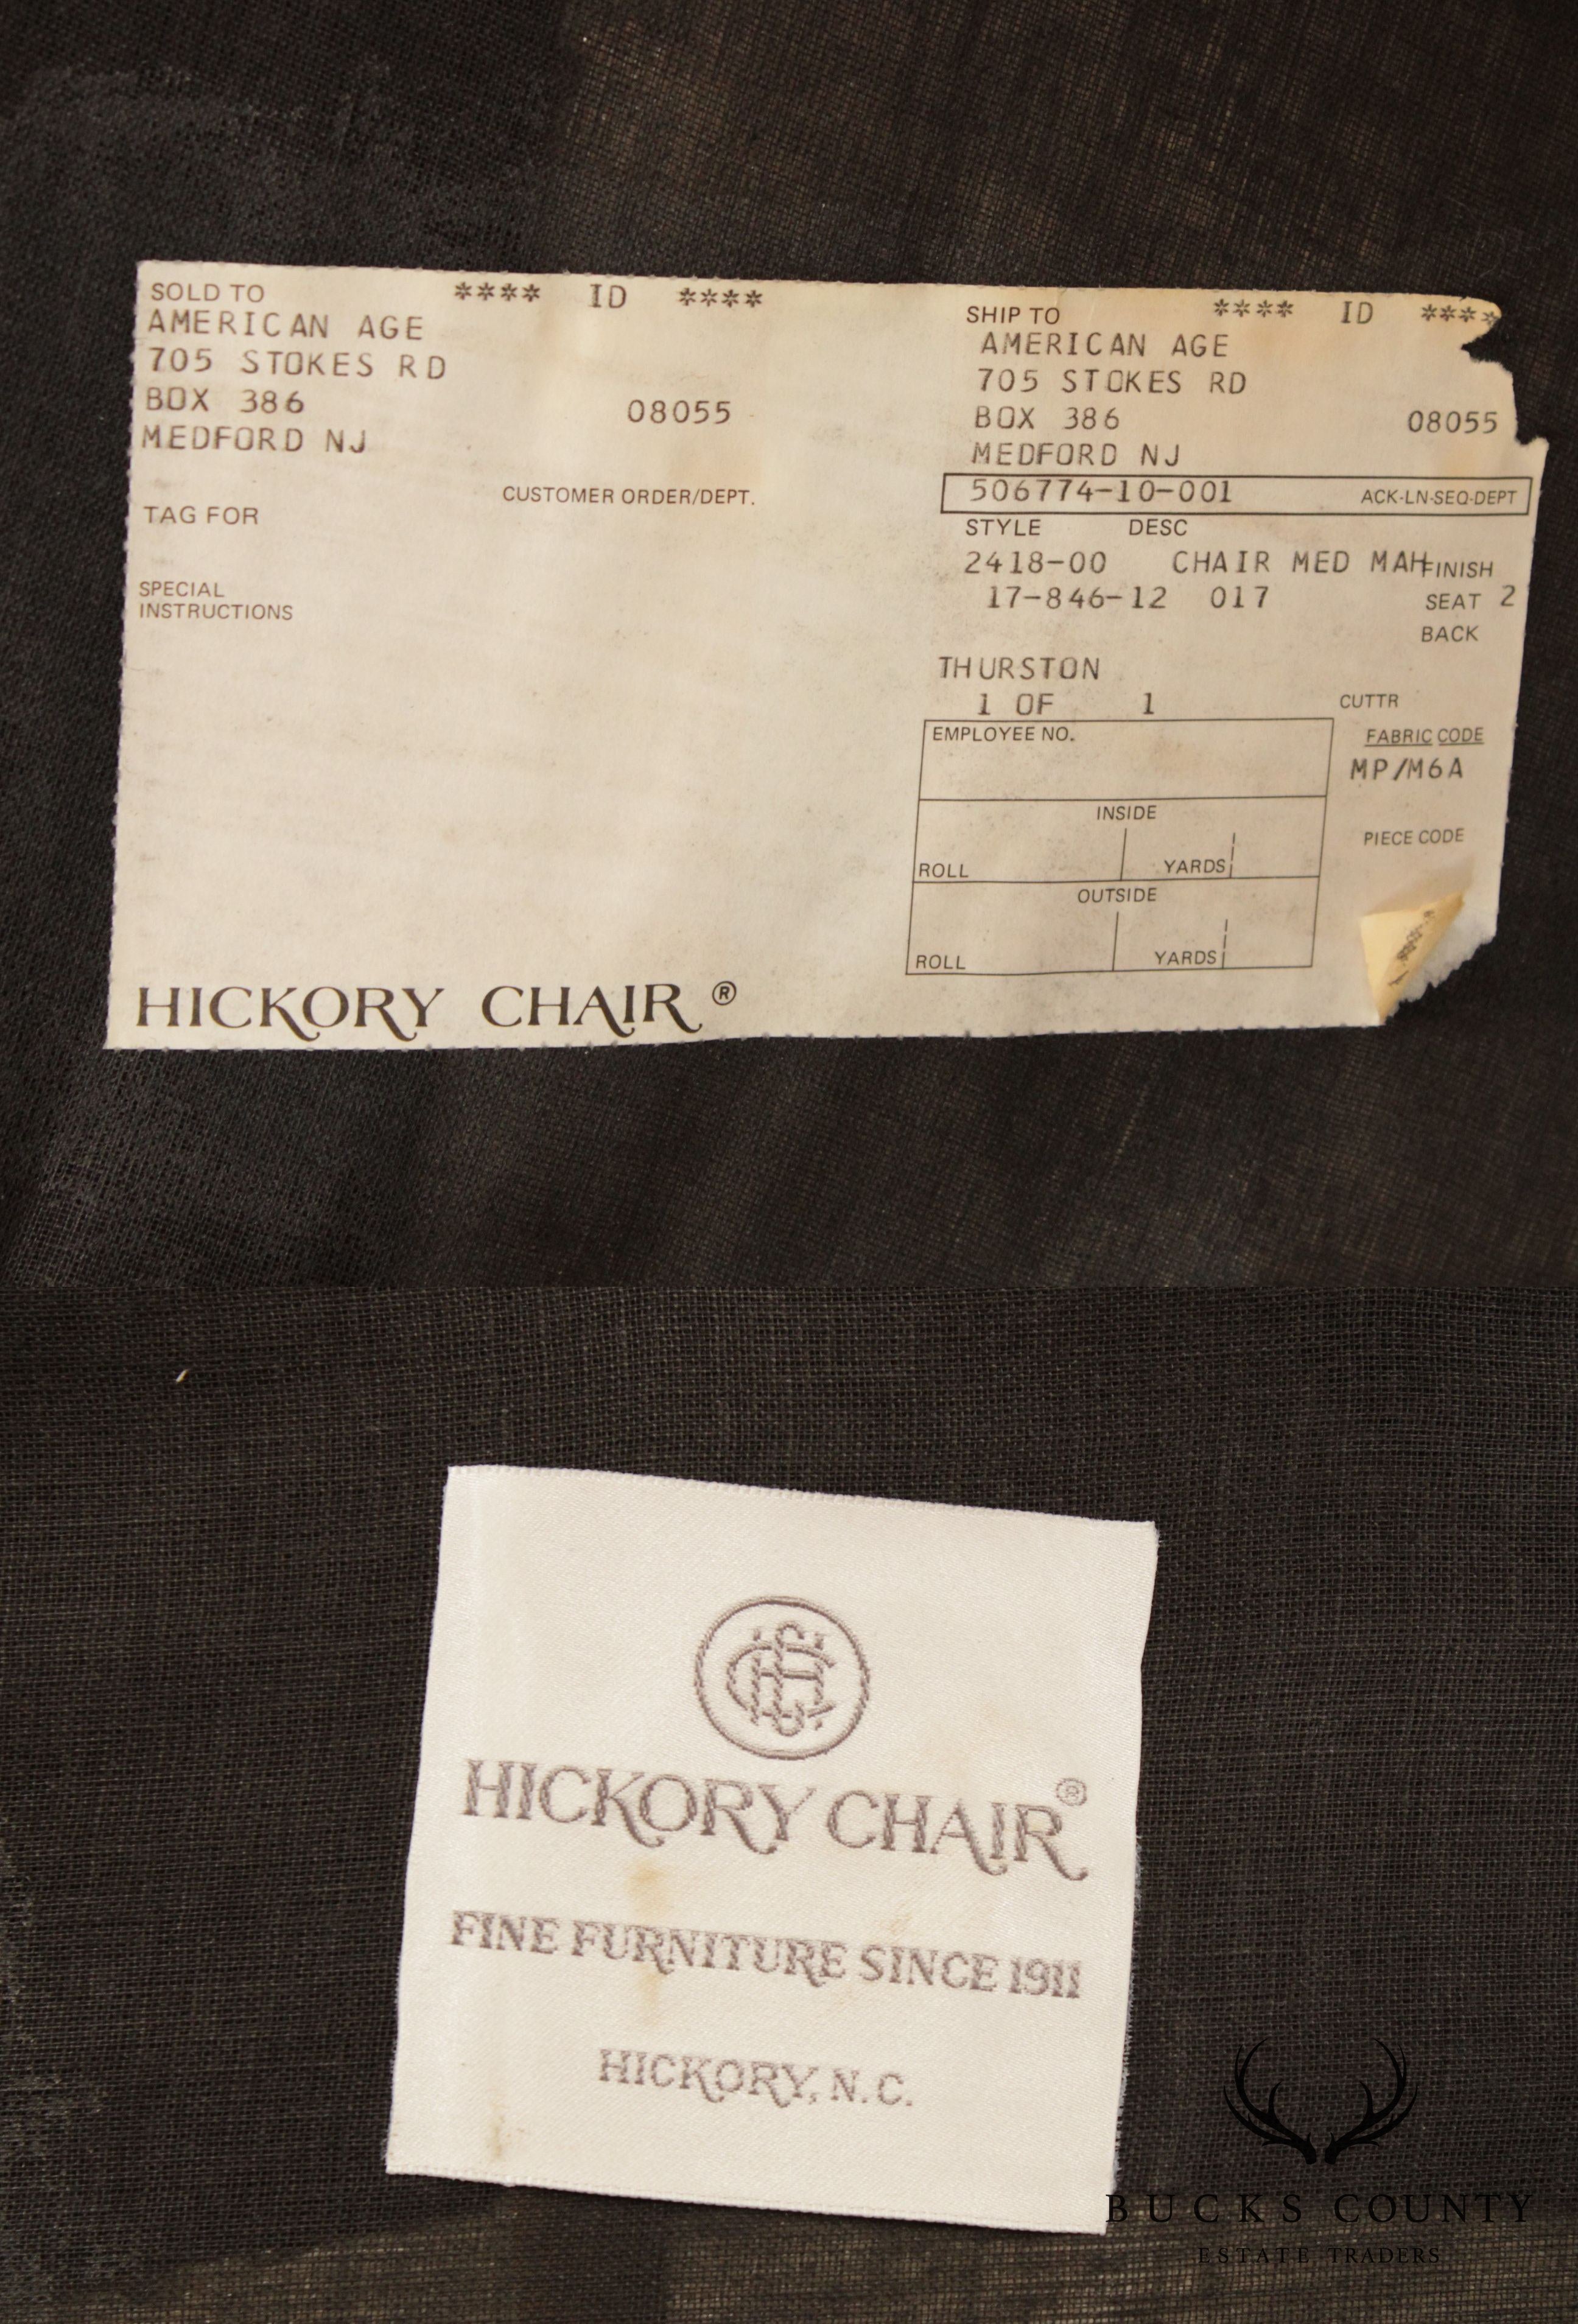 SOLD TO **** ID ****
AMERICAN AGE
705 STOKES RD
BOX 386 08055
MEDFORD NJ
CUSTOMER ORDER/DEPT.
TAG FOR
SPECIAL
INSTRUCTIONS
HICKORY CHAIR ®
SHIP TO **** ID ****
AMERICAN AGE
705 STOKES RD
BOX 386 08055
MEDFORD NJ
506774-10-001 ACK-LN-SEQ-DEPT
STYLE DESC
2418-00 CHAIR MED MAH FINISH
17-846-12 017 SEAT 2
BACK
THURSTON
1 OF 1 CUTTR
EMPLOYEE NO. FABRIC CODE
MP/M6A
INSIDE
PIECE CODE
ROLL YARDS
OUTSIDE
ROLL YARDS
HICKORY CHAIR®
FINE FURNITURE SINCE 1911
HICKORY, N.C.
BUCKS COUNTY
ESTATE TRADERS